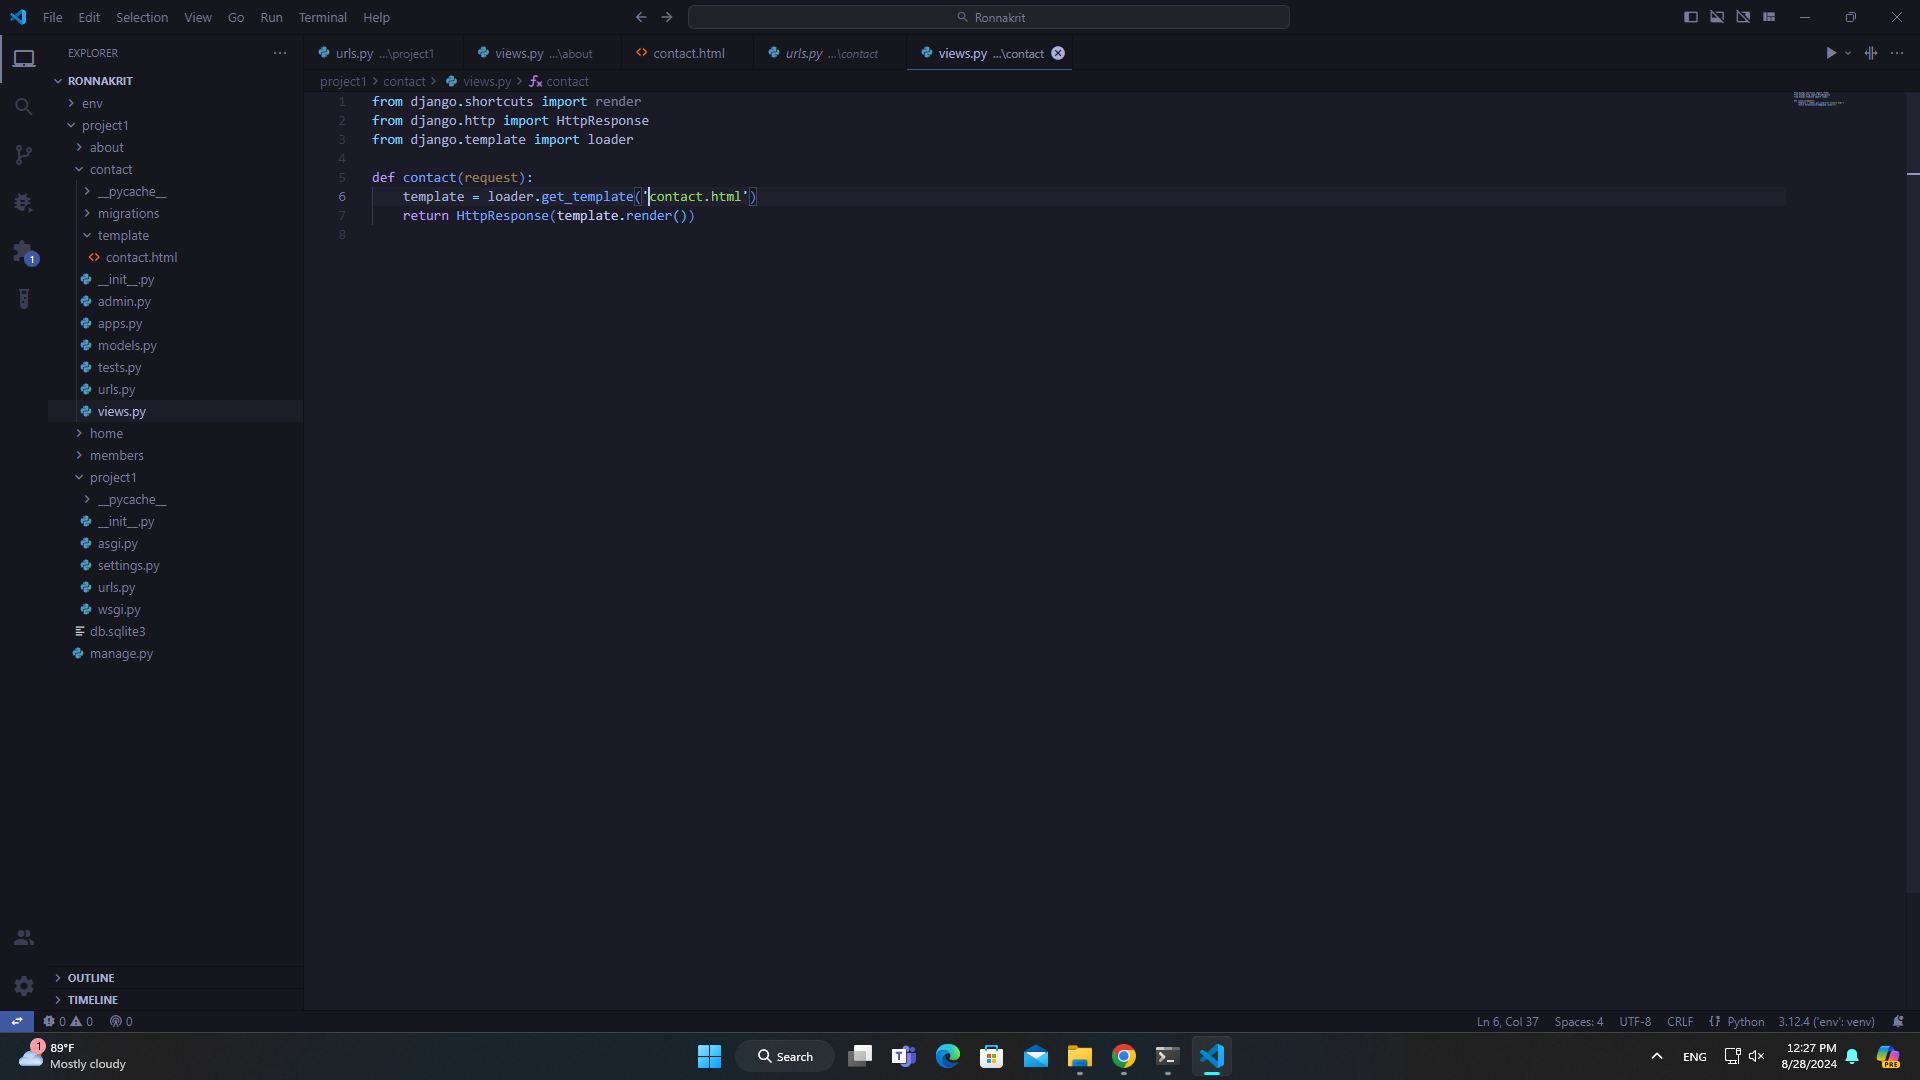 File Edit Selection View Go Run Terminal Help
Ronnakrit
EXPLORER
RONNAKRIT
env
project1
about
contact
__pycache__
migrations
template
contact.html
__init__.py
admin.py
apps.py
models.py
tests.py
urls.py
views.py
home
members
project1
__pycache__
__init__.py
asgi.py
settings.py
urls.py
wsgi.py
db.sqlite3
manage.py
OUTLINE
TIMELINE
urls.py ...\project1 views.py ...\about contact.html urls.py ...\contact views.py ...\contact
project1 > contact > views.py > contact
1 from django.shortcuts import render
2 from django.http import HttpResponse
3 from django.template import loader
4
5 def contact(request):
6 template = loader.get_template('contact.html')
7 return HttpResponse(template.render())
8
0 0 0
Ln 6, Col 37 Spaces: 4 UTF-8 CRLF Python 3.12.4 ('env': venv)
1
1
89°F
Mostly cloudy
Search
ENG
12:27 PM
8/28/2024
PRE